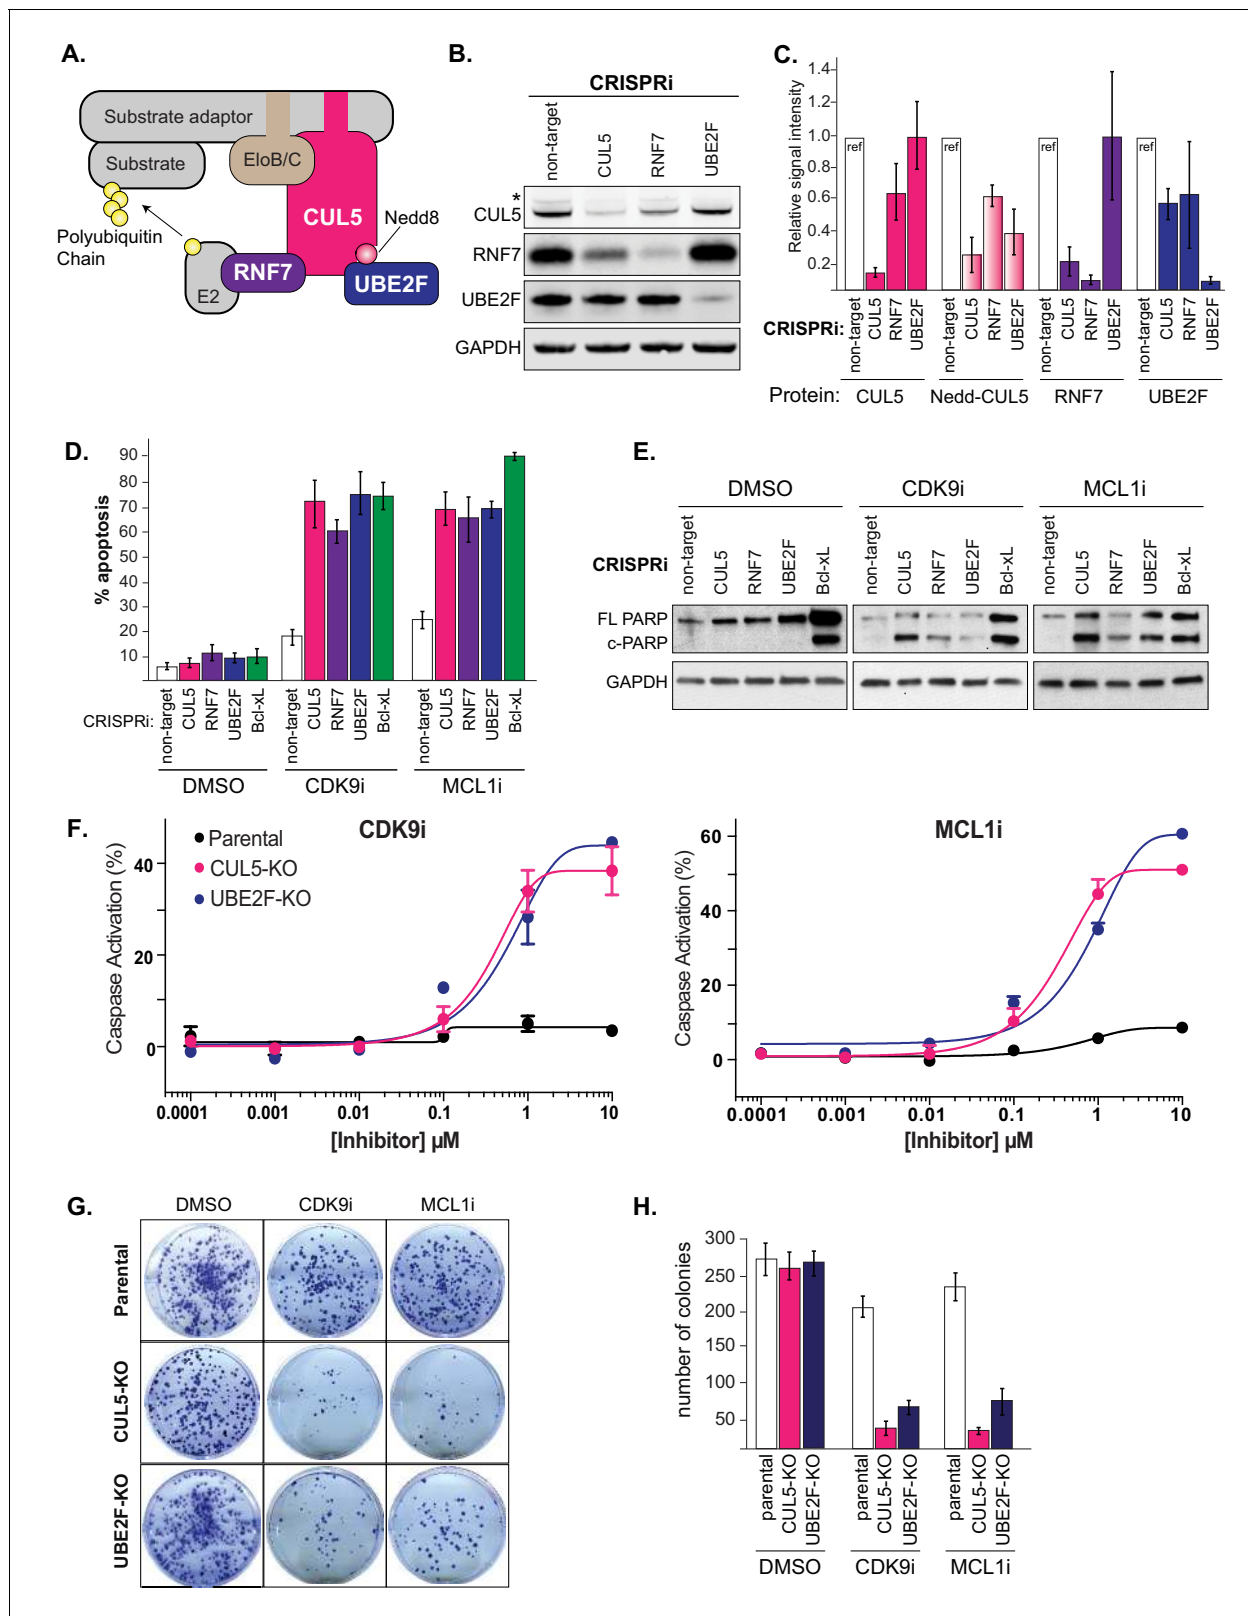 A.
Substrate adaptor
Substrate
EloB/C
CUL5
Nedd8
Polyubiquitin
Chain
E2
RNF7
UBE2F
B.
CRISPRi
non-target
CUL5
RNF7
UBE2F
*
CUL5
RNF7
UBE2F
GAPDH
C.
Relative signal intensity
1.4
1.2
1.0
0.8
0.6
0.4
0.2
ref
ref
ref
ref
CRISPRi:
non-target
CUL5
RNF7
UBE2F
non-target
CUL5
RNF7
UBE2F
non-target
CUL5
RNF7
UBE2F
non-target
CUL5
RNF7
UBE2F
Protein:
CUL5
Nedd-CUL5
RNF7
UBE2F
D.
% apoptosis
90
80
70
60
50
40
30
20
10
CRISPRi:
non-target
CUL5
RNF7
UBE2F
Bcl-xL
non-target
CUL5
RNF7
UBE2F
Bcl-xL
non-target
CUL5
RNF7
UBE2F
Bcl-xL
DMSO
CDK9i
MCL1i
E.
DMSO
CDK9i
MCL1i
CRISPRi
non-target
CUL5
RNF7
UBE2F
Bcl-xL
non-target
CUL5
RNF7
UBE2F
Bcl-xL
non-target
CUL5
RNF7
UBE2F
Bcl-xL
FL PARP
c-PARP
GAPDH
F.
CDK9i
Parental
CUL5-KO
UBE2F-KO
Caspase Activation (%)
40
20
0
0.0001
0.001
0.01
0.1
1
10
[Inhibitor] µM
MCL1i
Caspase Activation (%)
60
40
20
0
0.0001
0.001
0.01
0.1
1
10
[Inhibitor] µM
G.
DMSO
CDK9i
MCL1i
Parental
CUL5-KO
UBE2F-KO
H.
number of colonies
300
250
200
150
100
50
parental
CUL5-KO
UBE2F-KO
parental
CUL5-KO
UBE2F-KO
parental
CUL5-KO
UBE2F-KO
DMSO
CDK9i
MCL1i